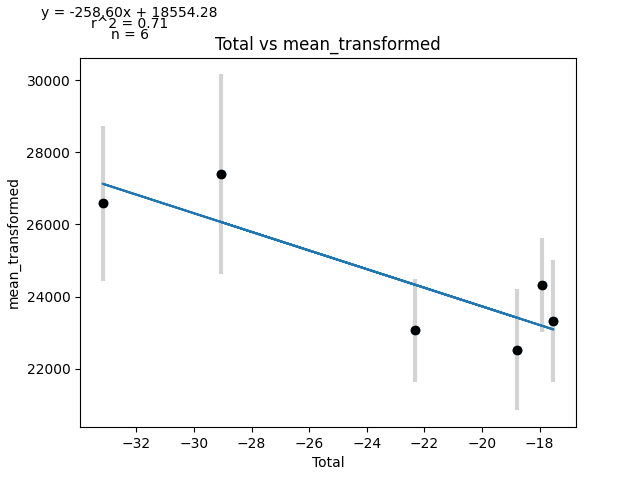 y = -258.60x + 18554.28
r^2 = 0.71
n = 6
Total vs mean_transformed
30000
28000
26000
24000
22000
mean_transformed
−32
−30
−28
−26
−24
−22
−20
−18
Total